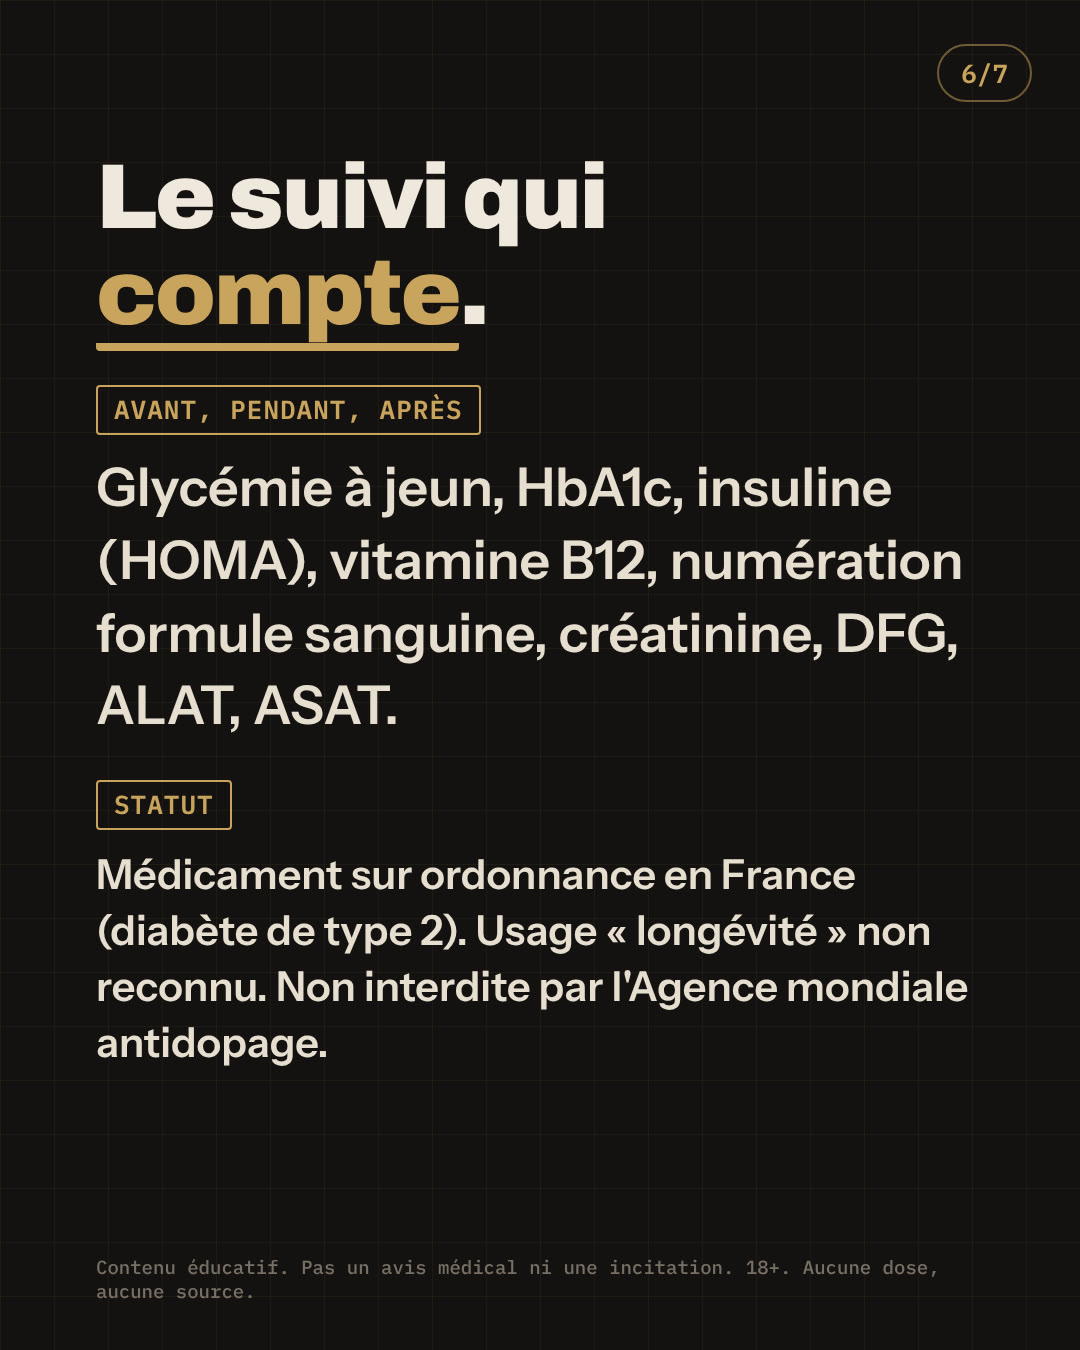 6/7
Le suivi qui
compte.
AVANT, PENDANT, APRÈS
Glycémie à jeun, HbA1c, insuline
(HOMA), vitamine B12, numération
formule sanguine, créatinine, DFG,
ALAT, ASAT.
STATUT
Médicament sur ordonnance en France
(diabète de type 2). Usage « longévité » non
reconnu. Non interdite par l'Agence mondiale
antidopage.
Contenu éducatif. Pas un avis médical ni une incitation. 18+. Aucune dose,
aucune source.